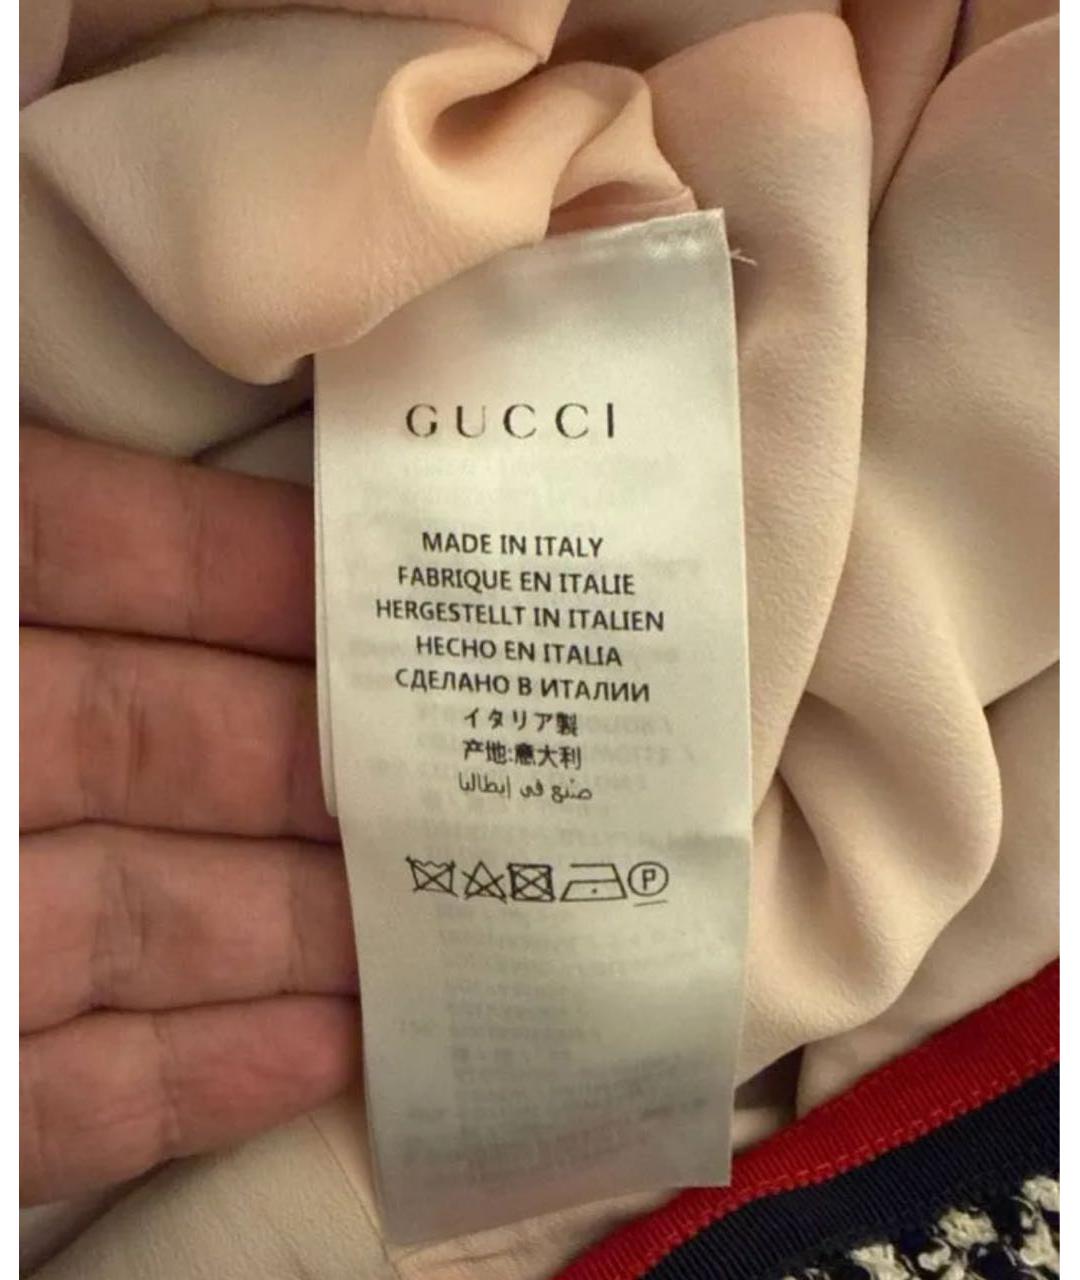 GUCCI
MADE IN ITALY
FABRIQUE EN ITALIE
HERGESTELLT IN ITALIEN
HECHO EN ITALIA
СДЕЛАНО В ИТАЛИИ
イタリア製
产地:意大利
صنع في إيطاليا
P